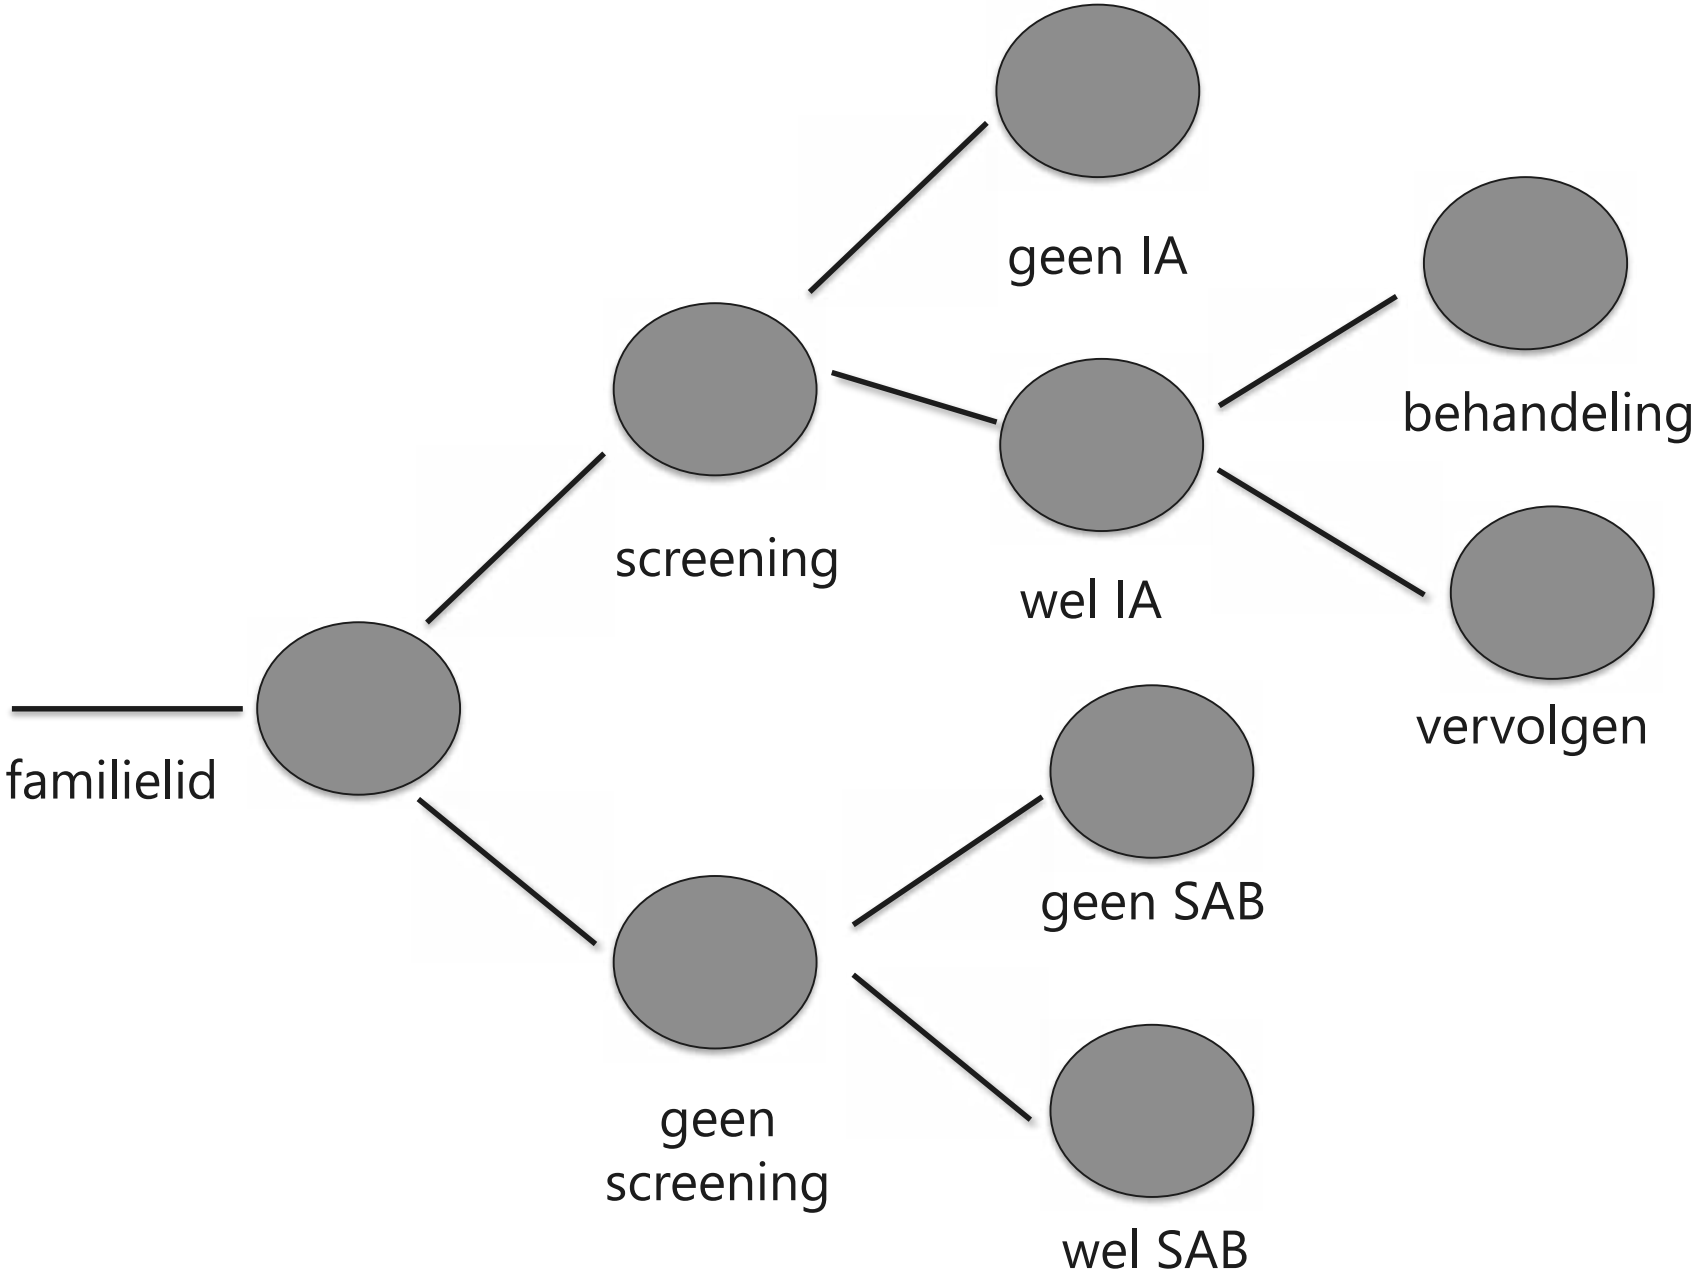 geen IA
behandeling
screening
wel IA
vervolgen
familielid
geen SAB
geen
screening
wel SAB